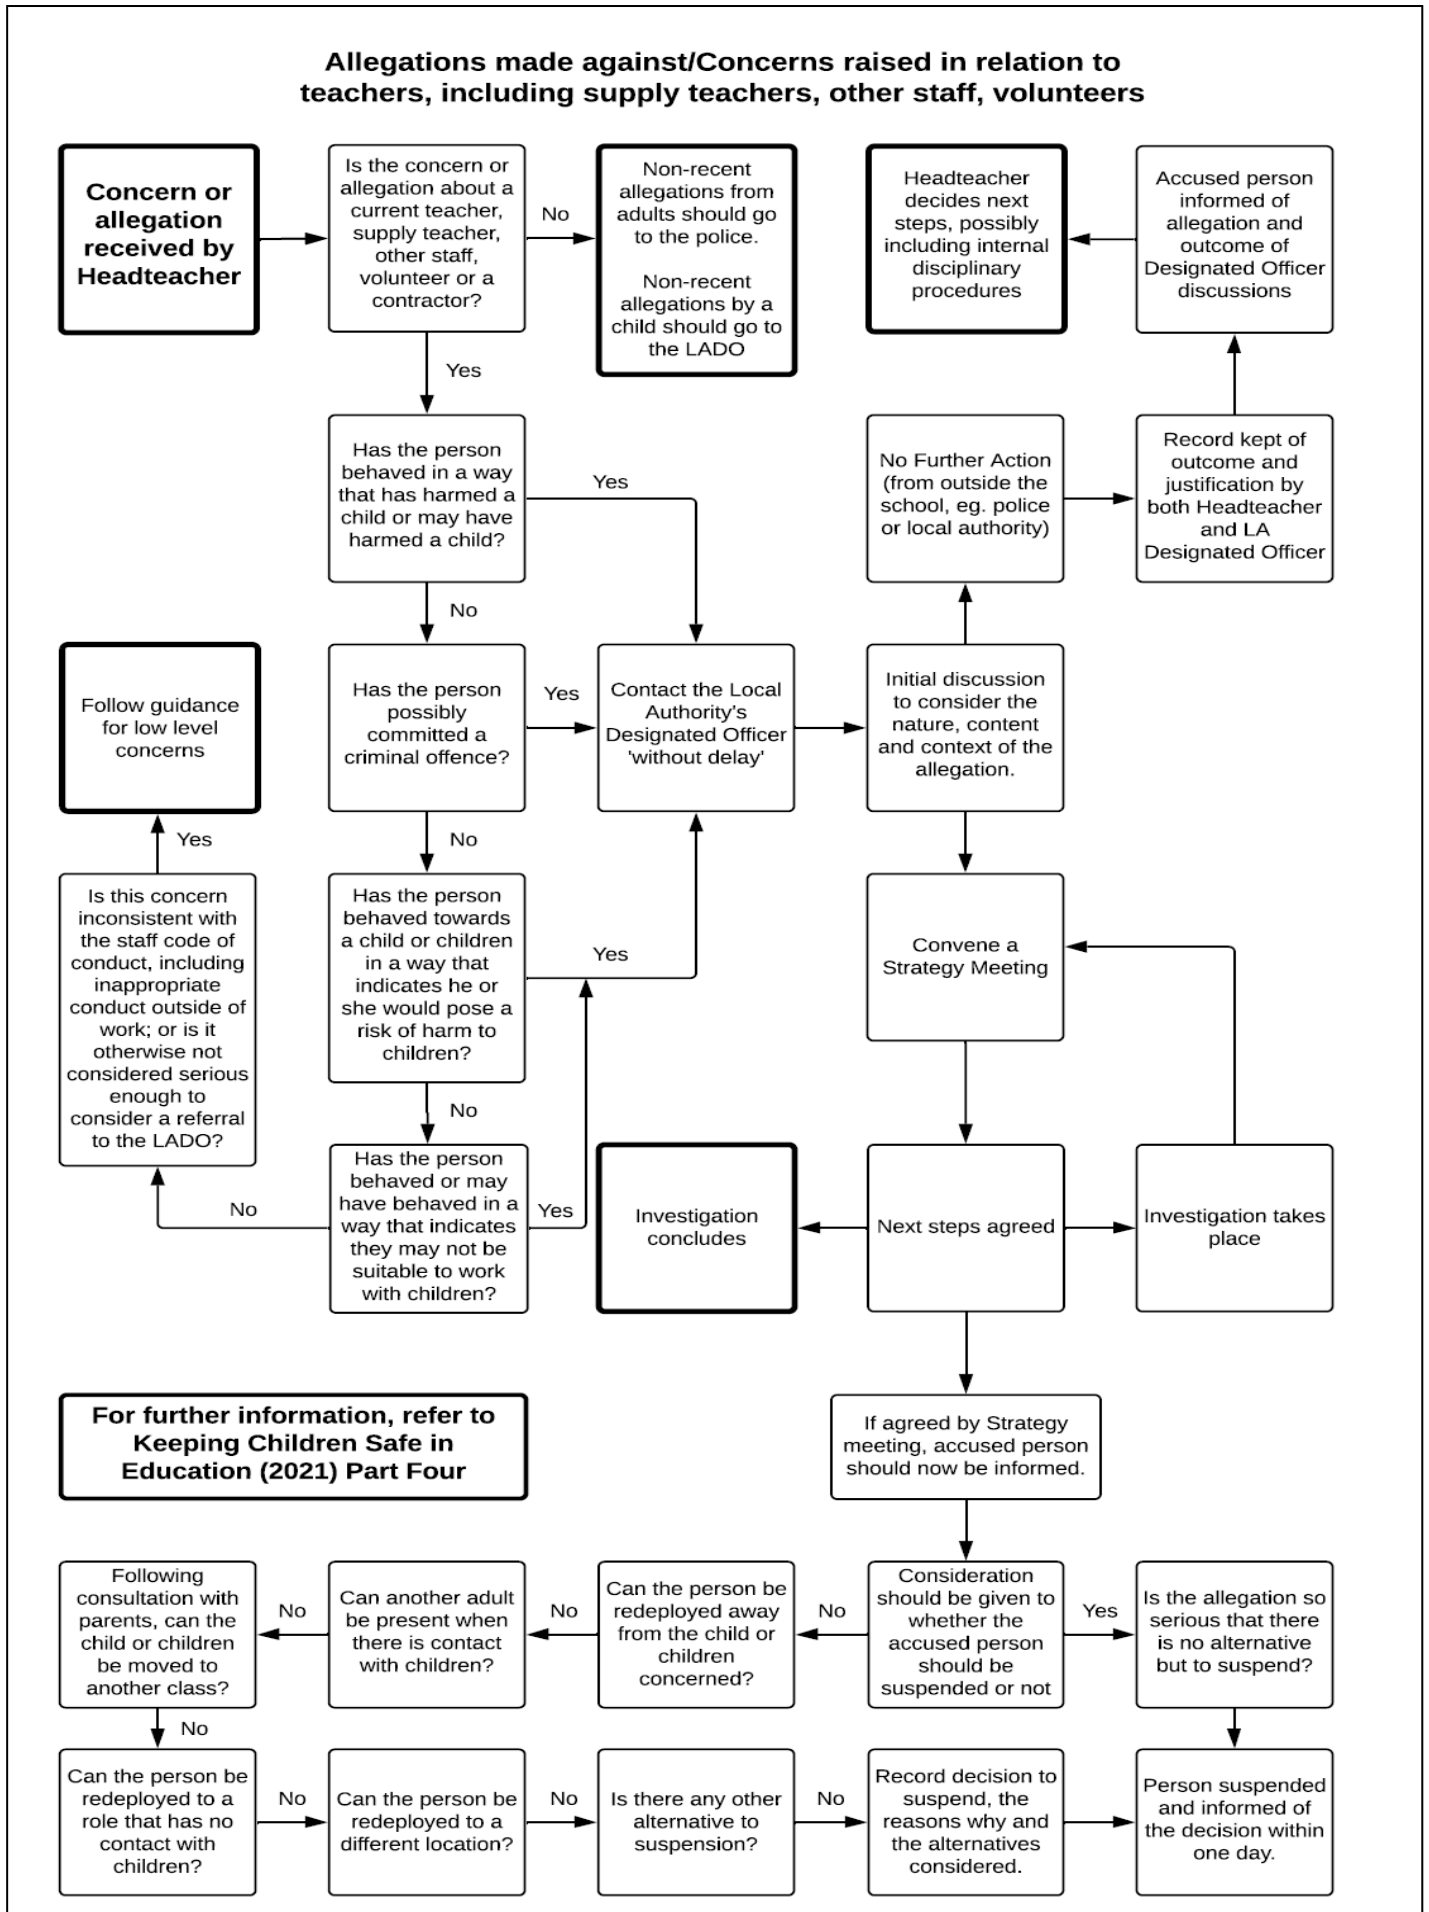 Allegations made against/Concerns raised in relation to
teachers, including supply teachers, other staff, volunteers
Concern or
allegation
received by
Headteacher
Is the concern or
allegation about a
current teacher,
supply teacher,
other staff,
volunteer or a
contractor?
No
Non-recent
allegations from
adults should go
to the police.
Non-recent
allegations by a
child should go to
the LADO
Headteacher
decides next
steps, possibly
including internal
disciplinary
procedures
Accused person
informed of
allegation and
outcome of
Designated Officer
discussions
Yes
Has the person
behaved in a way
that has harmed a
child or may have
harmed a child?
Yes
No Further Action
(from outside the
school, eg. police
or local authority)
Record kept of
outcome and
justification by
both Headteacher
and LA
Designated Officer
No
Follow guidance
for low level
concerns
Has the person
possibly
committed a
criminal offence?
Yes
Contact the Local
Authority's
Designated Officer
'without delay'
Initial discussion
to consider the
nature, content
and context of the
allegation.
Yes
No
Is this concern
inconsistent with
the staff code of
conduct, including
inappropriate
conduct outside of
work; or is it
otherwise not
considered serious
enough to
consider a referral
to the LADO?
Has the person
behaved towards
a child or children
in a way that
indicates he or
she would pose a
risk of harm to
children?
Yes
Convene a
Strategy Meeting
No
No
Has the person
behaved or may
have behaved in a
way that indicates
they may not be
suitable to work
with children?
Yes
Investigation
concludes
Next steps agreed
Investigation takes
place
For further information, refer to
Keeping Children Safe in
Education (2021) Part Four
If agreed by Strategy
meeting, accused person
should now be informed.
Following
consultation with
parents, can the
child or children
be moved to
another class?
No
Can another adult
be present when
there is contact
with children?
No
Can the person be
redeployed away
from the child or
children
concerned?
No
Consideration
should be given to
whether the
accused person
should be
suspended or not
Yes
Is the allegation so
serious that there
is no alternative
but to suspend?
No
Can the person be
redeployed to a
role that has no
contact with
children?
No
Can the person be
redeployed to a
different location?
No
Is there any other
alternative to
suspension?
No
Record decision to
suspend, the
reasons why and
the alternatives
considered.
Person suspended
and informed of
the decision within
one day.